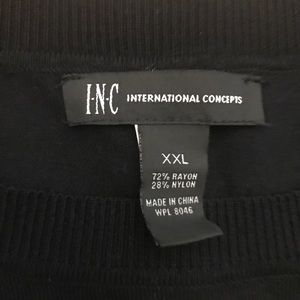 I·N·C INTERNATIONAL CONCEPTS
XXL
72% RAYON
28% NYLON
MADE IN CHINA
WPL 8046